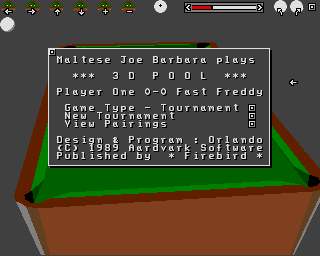 Maltese Joe Barbara plays
*** 3 D  P O O L ***
Player One 0-0 Fast Freddy
Game Type - Tournament
New Tournament
View Pairings
Design & Program : Orlando
(C) 1989 Aardvark Software
Published by * Firebird *